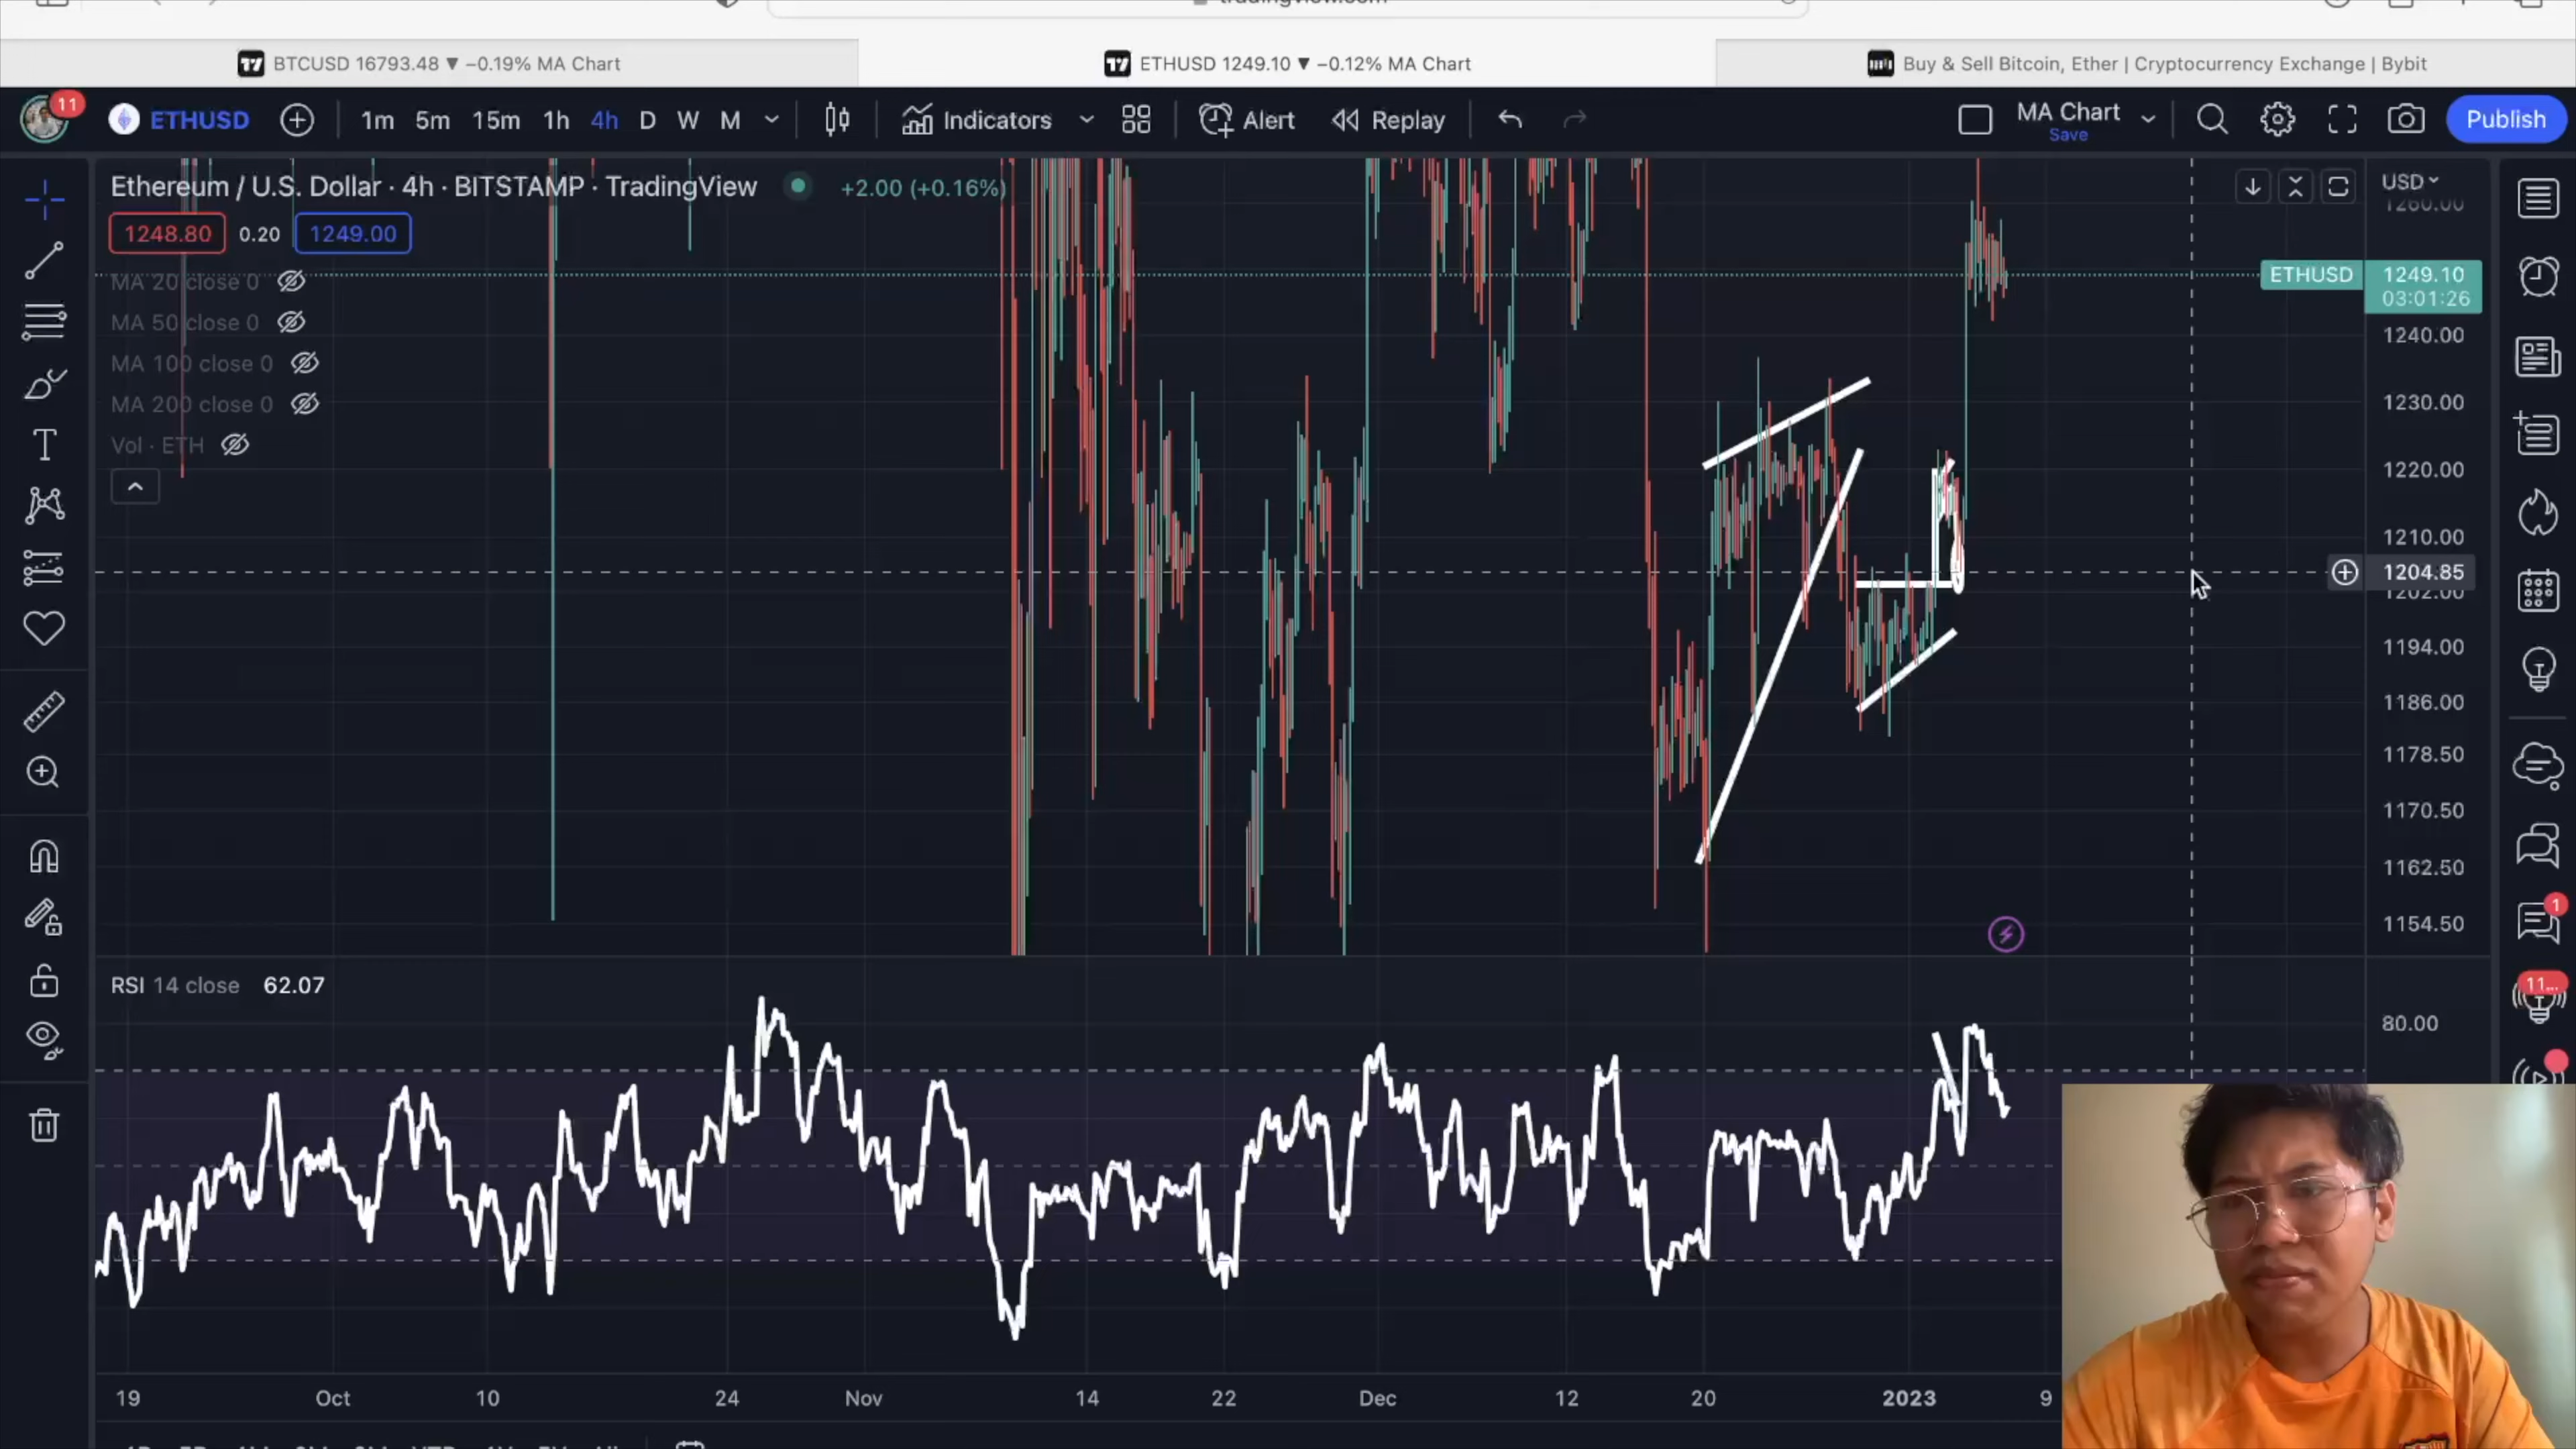 BTCUSD 16793.48 ▼ −0.19% MA Chart
ETHUSD 1249.10 ▼ −0.12% MA Chart
Buy & Sell Bitcoin, Ether | Cryptocurrency Exchange | Bybit
11
ETHUSD
1m 5m 15m 1h 4h D W M
Indicators
Alert
Replay
MA Chart
Save
Publish
Ethereum / U.S. Dollar · 4h · BITSTAMP · TradingView
+2.00 (+0.16%)
1248.80 0.20 1249.00
MA 20 close 0
MA 50 close 0
MA 100 close 0
MA 200 close 0
Vol · ETH
USD
1260.00
ETHUSD 1249.10
03:01:26
1240.00
1230.00
1220.00
1210.00
1204.85
1202.00
1194.00
1186.00
1178.50
1170.50
1162.50
1154.50
1
11...
RSI 14 close 62.07
80.00
19 Oct 10 24 Nov 14 22 Dec 12 20 2023 9